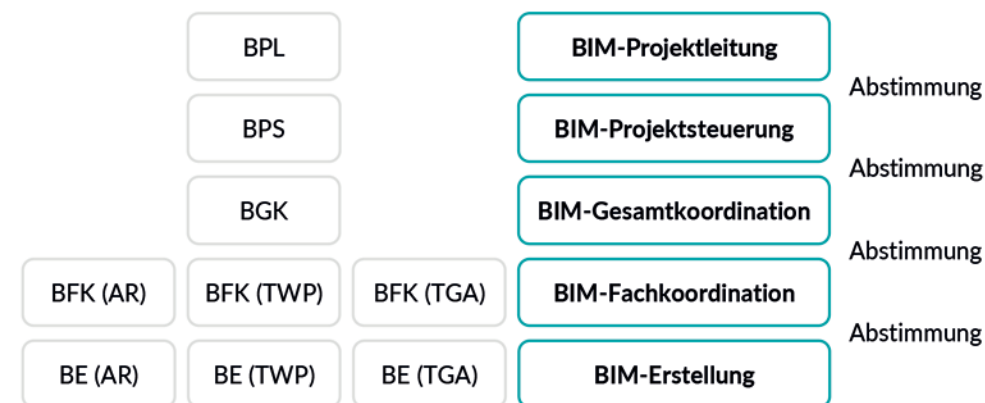 BPL BIM-Projektleitung
Abstimmung
BPS BIM-Projektsteuerung
Abstimmung
BGK BIM-Gesamtkoordination
Abstimmung
BFK (AR) BFK (TWP) BFK (TGA) BIM-Fachkoordination
Abstimmung
BE (AR) BE (TWP) BE (TGA) BIM-Erstellung